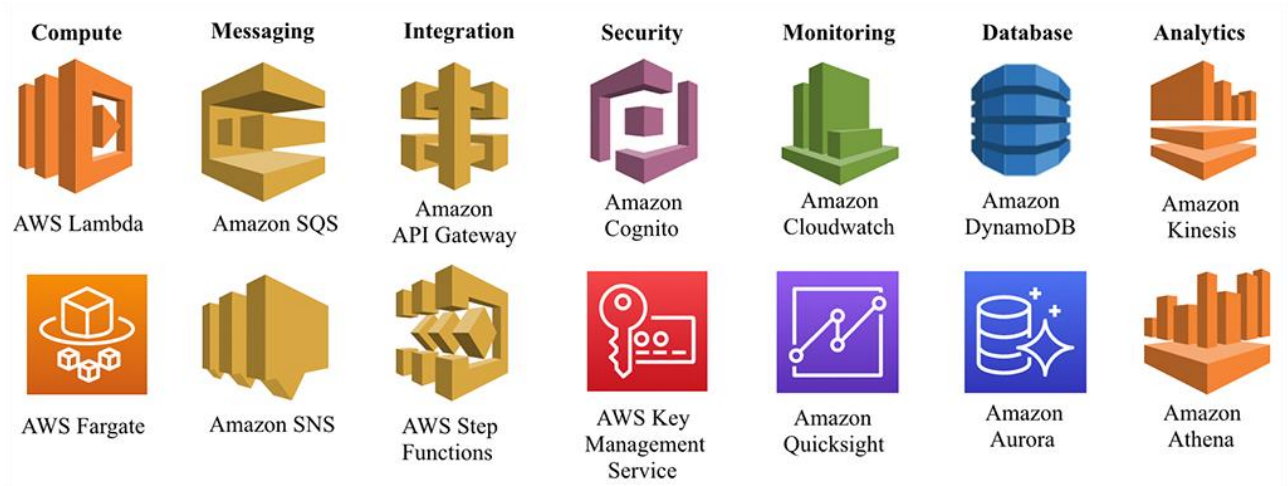 Compute
Messaging
Integration
Security
Monitoring
Database
Analytics
AWS Lambda
Amazon SQS
Amazon
API Gateway
Amazon
Cognito
Amazon
Cloudwatch
Amazon
DynamoDB
Amazon
Kinesis
AWS Fargate
Amazon SNS
AWS Step
Functions
AWS Key
Management
Service
Amazon
Quicksight
Amazon
Aurora
Amazon
Athena